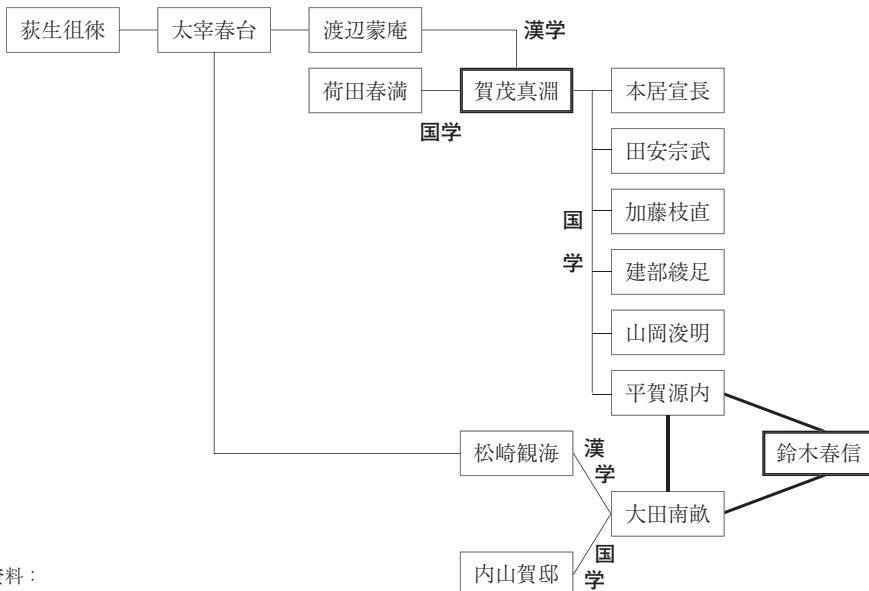 荻生徂徠
太宰春台
渡辺蒙庵
漢学
荷田春満
賀茂真淵
本居宣長
国学
田安宗武
加藤枝直
国学
建部綾足
山岡浚明
平賀源内
松崎観海
漢学
鈴木春信
大田南畝
内山賀邸
国学
資料：